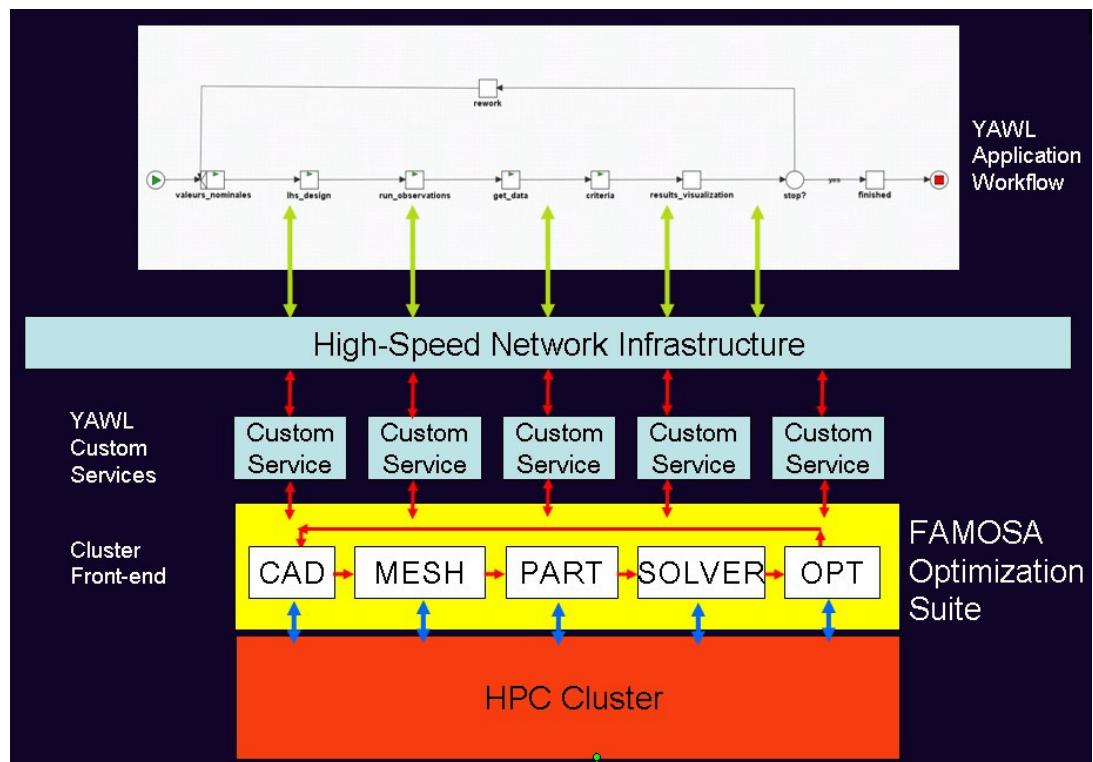 rework
YAWL
Application
Workflow
valeurs_nominales
lhs_design
run_observations
get_data
criteria
results_visualization
stop?
yes
finished
High-Speed Network Infrastructure
YAWL
Custom
Services
Custom
Service
Custom
Service
Custom
Service
Custom
Service
Custom
Service
Cluster
Front-end
CAD
MESH
PART
SOLVER
OPT
FAMOSA
Optimization
Suite
HPC Cluster